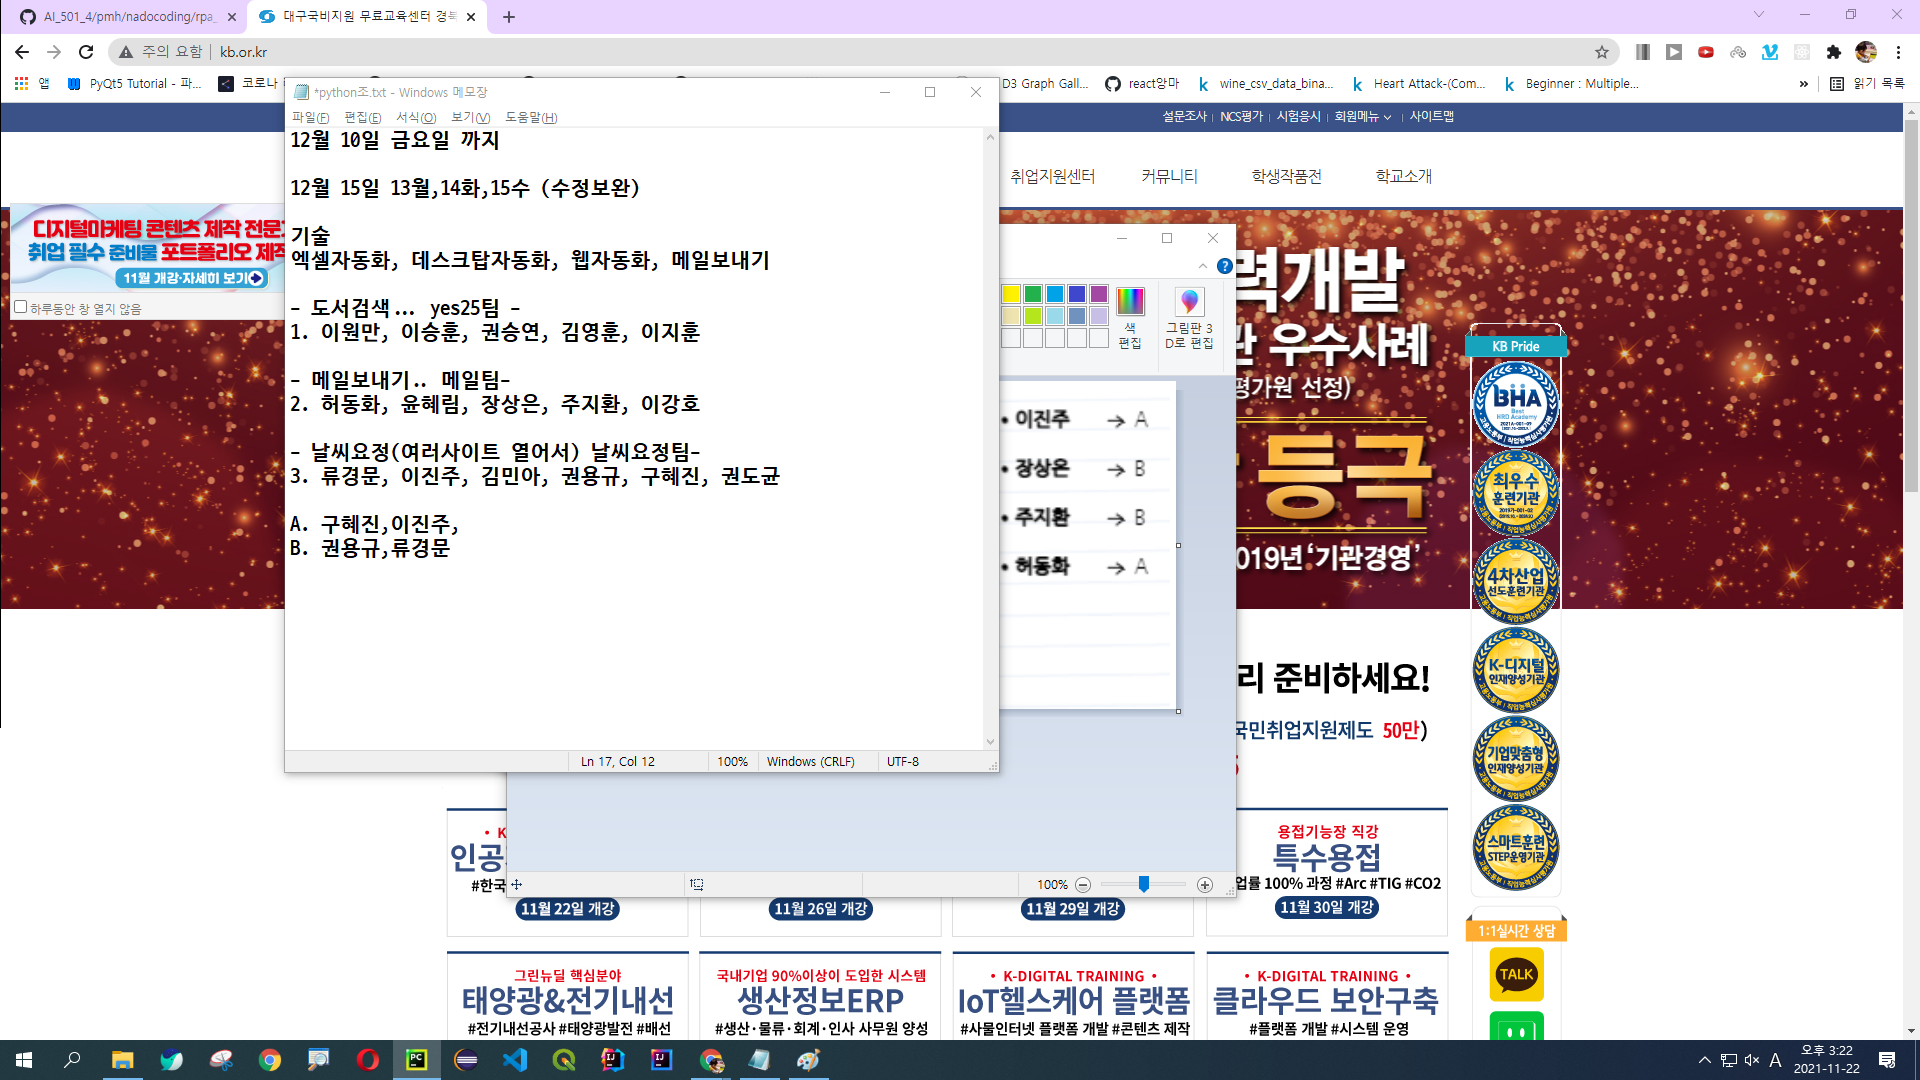 AI_501_4/pmh/nadocoding/rpa_
대구국비지원 무료교육센터 경북
주의 요함
kb.or.kr
앱
PyQt5 Tutorial - 파...
코로나
D3 Graph Gall...
react앙마
wine_csv_data_bina...
Heart Attack-(Com...
Beginner : Multiple...
»
읽기 목록
*python조.txt - Windows 메모장
파일(F) 편집(E) 서식(O) 보기(V) 도움말(H)
12월 10일 금요일 까지
12월 15일 13월,14화,15수 (수정보완)
기술
엑셀자동화, 데스크탑자동화, 웹자동화, 메일보내기
- 도서검색... yes25팀 -
1. 이원만, 이승훈, 권승연, 김영훈, 이지훈
- 메일보내기.. 메일팀-
2. 허동화, 윤혜림, 장상은, 주지환, 이강호
- 날씨요정(여러사이트 열어서) 날씨요정팀-
3. 류경문, 이진주, 김민아, 권용규, 구혜진, 권도균
A. 구혜진,이진주,
B. 권용규,류경문
Ln 17, Col 12
100%
Windows (CRLF)
UTF-8
설문조사 | NCS평가 | 시험응시 | 회원메뉴 | 사이트맵
취업지원센터 커뮤니티 학생작품전 학교소개
디지털마케팅 콘텐츠 제작 전문
취업 필수 준비물 포트폴리오 제작
11월 개강·자세히 보기
하루동안 창 열지 않음
색
편집
그림판 3
D로 편집
• 이진주 → A
• 장상은 → B
• 주지환 → B
• 허동화 → A
100%
력개발
관 우수사례
평가원 선정)
등극
2019년 ‘기관경영’
리 준비하세요!
국민취업지원제도 50만)
KB Pride
BHA
Best
HRD Academy
최우수
훈련기관
4차산업
선도훈련기관
K-디지털
인재양성기관
기업맞춤형
인재양성기관
스마트훈련
STEP운영기관
1:1실시간 상담
TALK
• K
인공
#한국
11월 22일 개강
11월 26일 개강
11월 29일 개강
용접기능장 직강
특수용접
업률 100% 과정 #Arc #TIG #CO2
11월 30일 개강
그린뉴딜 핵심분야
태양광&전기내선
#전기내선공사 #태양광발전 #배선
국내기업 90%이상이 도입한 시스템
생산정보ERP
#생산·물류·회계·인사 사무원 양성
• K-DIGITAL TRAINING •
IoT헬스케어 플랫폼
#사물인터넷 플랫폼 개발 #콘텐츠 제작
• K-DIGITAL TRAINING •
클라우드 보안구축
#플랫폼 개발 #시스템 운영
A
오후 3:22
2021-11-22